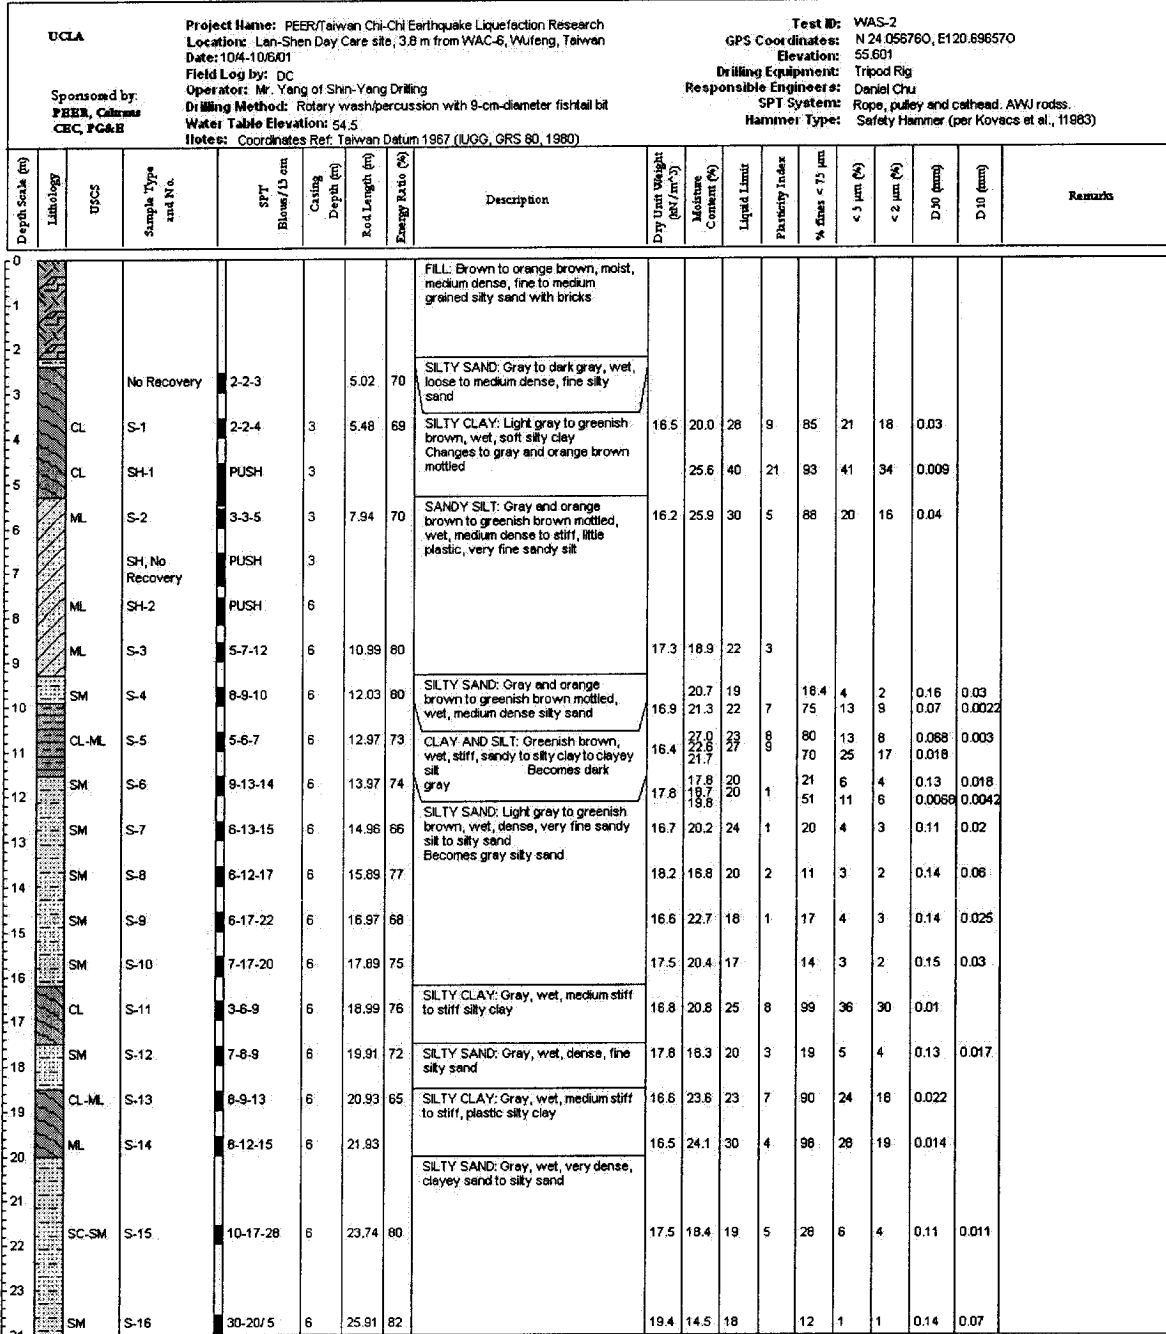 UCLA
Sponsored by:
PEER, Caltrans
CEC, PG&E
Project Name: PEER/Taiwan Chi-Chi Earthquake Liquefaction Research
Location: Lan-Shen Day Care site, 3.8 m from WAC-6, Wufeng, Taiwan
Date: 10/4-10/6/01
Field Log by: DC
Operator: Mr. Yang of Shin-Yang Drilling
Drilling Method: Rotary wash/percussion with 9-cm-diameter fishtail bit
Water Table Elevation: 54.5
Notes: Coordinates Ref: Taiwan Datum 1967 (IUGG, GRS 80, 1980)
Test ID: WAS-2
GPS Coordinates: N 24.056760, E120.696570
Elevation: 55.601
Drilling Equipment: Tripod Rig
Responsible Engineers: Daniel Chu
SPT System: Rope, pulley and cathead. AWJ rodss.
Hammer Type: Safety Hammer (per Kovacs et al., 11983)
Depth Scale (m) Lithology USCS Sample Type and No. SPT Blows/15 cm Casing Depth (m) Rod Length (m) Energy Ratio (%) Description Dry Unit Weight (kN/m^3) Moisture Content (%) Liquid Limit Plasticity Index % fines < 75 µm < 5 µm (%) < 2 µm (%) D50 (mm) D10 (mm) Remarks
0
FILL: Brown to orange brown, moist,
medium dense, fine to medium
grained silty sand with bricks
1
2
SILTY SAND: Gray to dark gray, wet,
loose to medium dense, fine silty
sand
No Recovery 2-2-3 5.02 70
3
SILTY CLAY: Light gray to greenish
brown, wet, soft silty clay
Changes to gray and orange brown
mottled
CL S-1 2-2-4 3 5.48 69 16.5 20.0 28 9 85 21 18 0.03
4
CL SH-1 PUSH 3 25.6 40 21 93 41 34 0.009
5
SANDY SILT: Gray and orange
brown to greenish brown mottled,
wet, medium dense to stiff, little
plastic, very fine sandy silt
ML S-2 3-3-5 3 7.94 70 16.2 25.9 30 5 88 20 16 0.04
6
SH, No
Recovery PUSH 3
7
ML SH-2 PUSH 6
8
ML S-3 5-7-12 6 10.99 80 17.3 18.9 22 3
9
SILTY SAND: Gray and orange
brown to greenish brown mottled,
wet, medium dense silty sand
SM S-4 8-9-10 6 12.03 80 20.7 19 18.4 4 2 0.16 0.03
10 16.9 21.3 22 7 75 13 9 0.07 0.0022
CLAY AND SILT: Greenish brown,
wet, stiff, sandy to silty clay to clayey
silt Becomes dark
gray
CL-ML S-5 5-6-7 6 12.97 73 16.4 27.0 23 8 80 13 8 0.068 0.003
22.6 27 9
11 21.7 70 25 17 0.018
SM S-6 9-13-14 6 13.97 74 17.8 17.8 20 21 6 4 0.13 0.018
19.7 20 1
12 19.8 51 11 6 0.0068 0.0042
SILTY SAND: Light gray to greenish
brown, wet, dense, very fine sandy
silt to silty sand
Becomes gray silty sand
SM S-7 6-13-15 6 14.96 66 16.7 20.2 24 1 20 4 3 0.11 0.02
13
SM S-8 6-12-17 6 15.89 77 18.2 16.8 20 2 11 3 2 0.14 0.06
14
SM S-9 6-17-22 6 16.97 68 16.6 22.7 18 1 17 4 3 0.14 0.025
15
SM S-10 7-17-20 6 17.89 75 17.5 20.4 17 14 3 2 0.15 0.03
16
SILTY CLAY: Gray, wet, medium stiff
to stiff silty clay
CL S-11 3-6-9 6 18.99 76 16.8 20.8 25 8 99 36 30 0.01
17
SM S-12 7-8-9 6 19.91 72 17.8 18.3 20 3 19 5 4 0.13 0.017
SILTY SAND: Gray, wet, dense, fine
silty sand
18
CL-ML S-13 8-9-13 6 20.93 65 16.6 23.6 23 7 90 24 18 0.022
SILTY CLAY: Gray, wet, medium stiff
to stiff, plastic silty clay
19
ML S-14 8-12-15 6 21.93 16.5 24.1 30 4 98 28 19 0.014
20
SILTY SAND: Gray, wet, very dense,
clayey sand to silty sand
21
SC-SM S-15 10-17-28 6 23.74 80 17.5 18.4 19 5 28 6 4 0.11 0.011
22
23
SM S-16 30-20/5 6 25.91 82 19.4 14.5 18 12 1 1 0.14 0.07